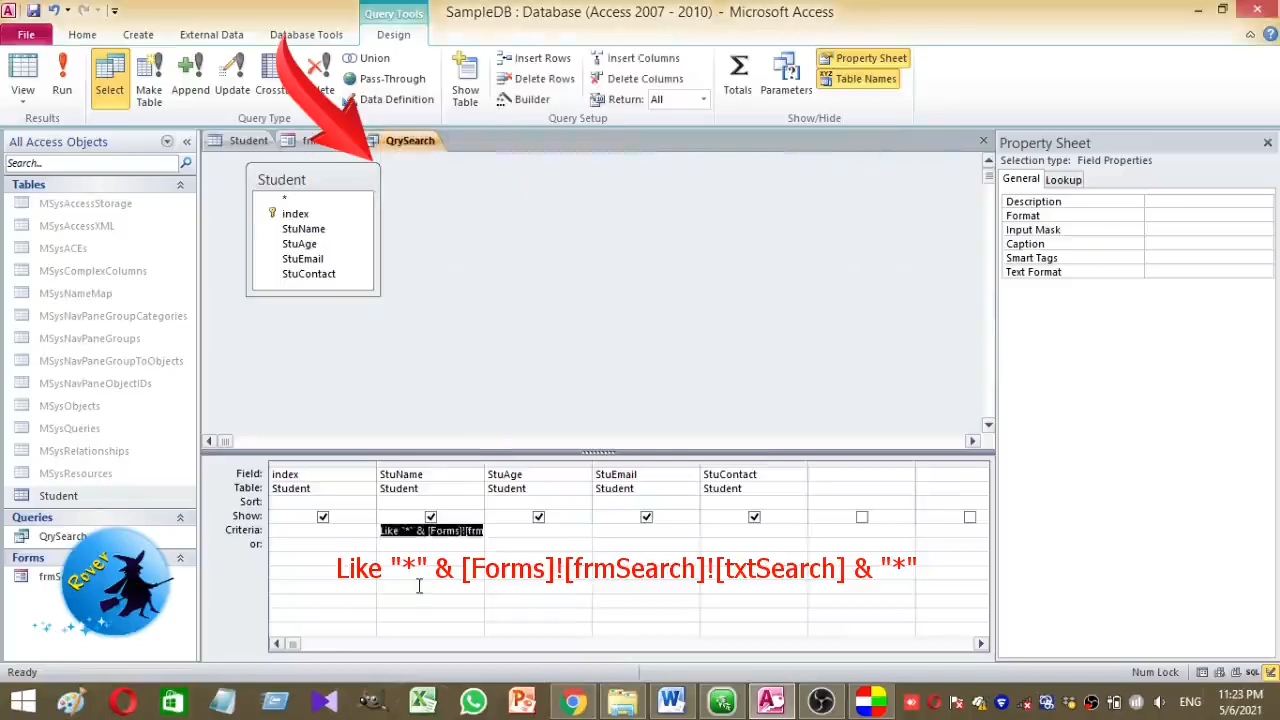 Query Tools
SampleDB : Database (Access 2007 - 2010) - Microsoft Access
File Home Create External Data Database Tools Design
View
Run
Select
Make Table
Append
Update
Union
Pass-Through
Data Definition
Show Table
Insert Rows
Delete Rows
Builder
Insert Columns
Delete Columns
Return: All
Totals
Parameters
Property Sheet
XYZ Table Names
Results Query Type Query Setup Show/Hide
All Access Objects
Search...
Tables
MSysAccessStorage
MSysAccessXML
MSysACEs
MSysComplexColumns
MSysNameMap
MSysNavPaneGroupCategories
MSysNavPaneGroups
MSysNavPaneGroupToObjects
MSysNavPaneObjectIDs
MSysObjects
MSysQueries
MSysRelationships
MSysResources
Student
Queries
QrySearch
Forms
Rover
Student QrySearch
Student
*
index
StuName
StuAge
StuEmail
StuContact
Field: index StuName StuAge StuEmail StuContact
Table: Student Student Student Student Student
Sort:
Show:
Criteria: Like "*" & [Forms]![frm
or:
Like "*" & [Forms]![frmSearch]![txtSearch] & "*"
Property Sheet
Selection type: Field Properties
General Lookup
Description
Format
Input Mask
Caption
Smart Tags
Text Format
Ready Num Lock SQL
ENG
11:23 PM
5/6/2021